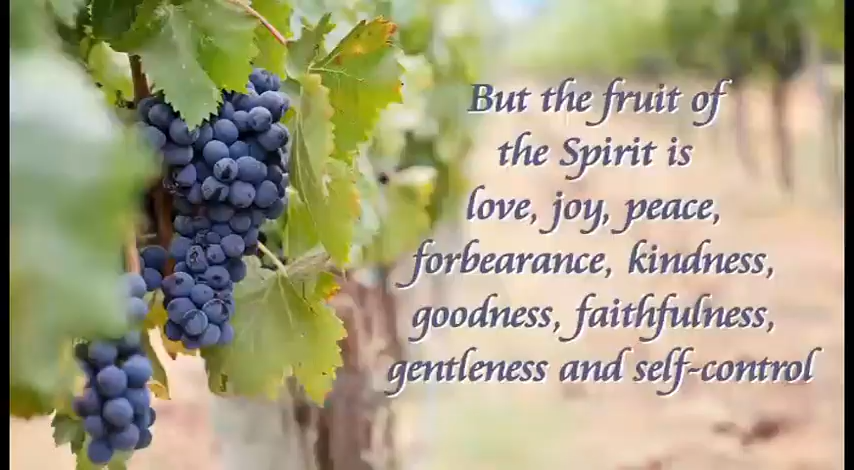 But the fruit of
the Spirit is
love, joy, peace,
forbearance, kindness,
goodness, faithfulness,
gentleness and self-control